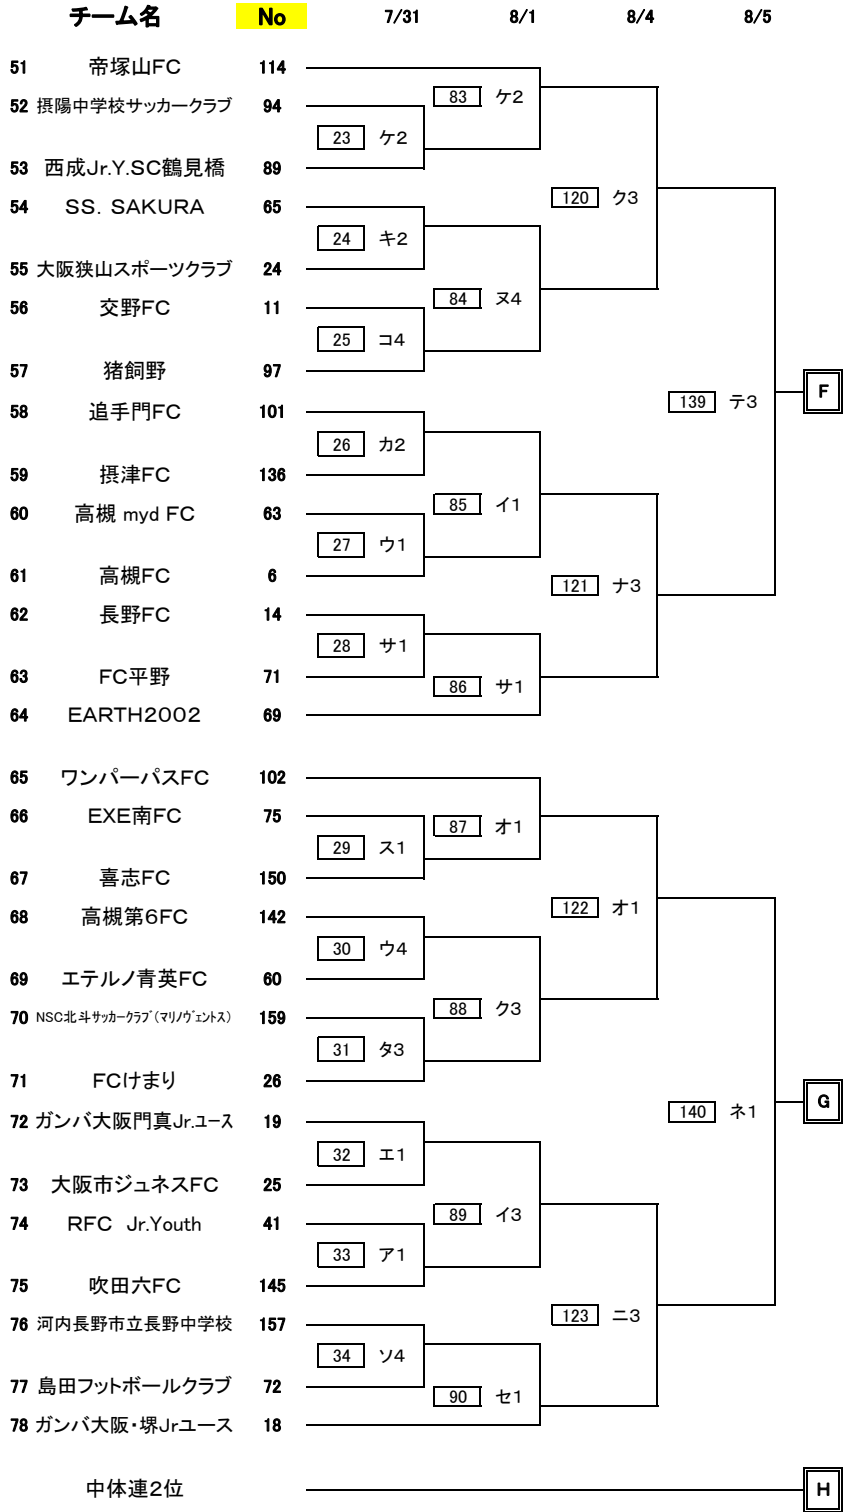 チーム名 No 7/31 8/1 8/4 8/5
51 帝塚山FC 114
83 ケ2
52 摂陽中学校サッカークラブ 94
23 ケ2
53 西成Jr.Y.SC鶴見橋 89
120 ク3
54 SS. SAKURA 65
24 キ2
55 大阪狭山スポーツクラブ 24
84 ヌ4
56 交野FC 11
25 コ4
57 猪飼野 97
F
139 テ3
58 追手門FC 101
26 カ2
59 摂津FC 136
85 イ1
60 高槻 myd FC 63
27 ウ1
61 高槻FC 6
121 ナ3
62 長野FC 14
28 サ1
63 FC平野 71
86 サ1
64 EARTH2002 69
65 ワンパーパスFC 102
66 EXE南FC 75
87 オ1
29 ス1
67 喜志FC 150
122 オ1
68 高槻第6FC 142
30 ウ4
69 エテルノ青英FC 60
88 ク3
70 NSC北斗サッカークラブ(マリノヴェントス) 159
31 タ3
71 FCけまり 26
G
140 ネ1
72 ガンバ大阪門真Jr.ユース 19
32 エ1
73 大阪市ジュネスFC 25
89 イ3
74 RFC Jr.Youth 41
33 ア1
75 吹田六FC 145
123 ニ3
76 河内長野市立長野中学校 157
34 ソ4
77 島田フットボールクラブ 72
90 セ1
78 ガンバ大阪・堺Jrユース 18
中体連2位 H